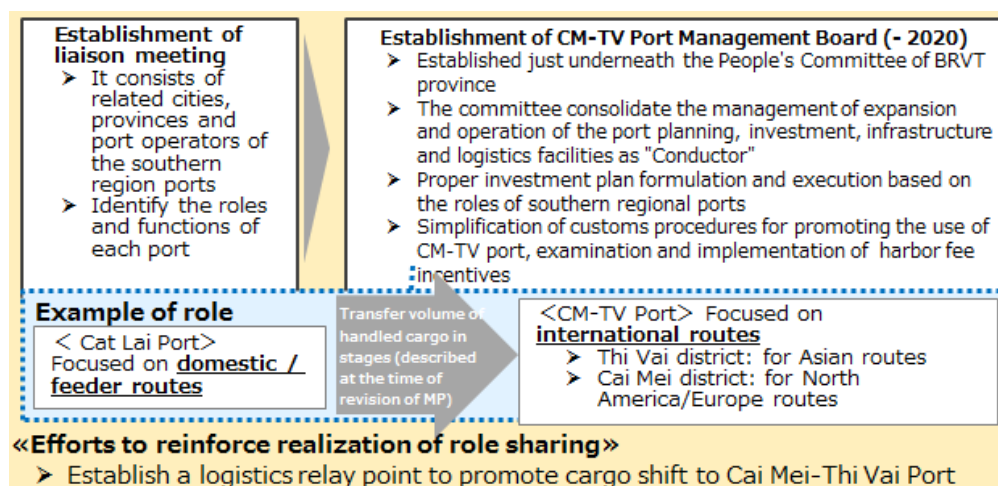 Establishment of
liaison meeting
➤ It consists of
related cities,
provinces and
port operators of
the southern
region ports
➤ Identify the roles
and functions of
each port
Establishment of CM-TV Port Management Board (- 2020)
➤ Established just underneath the People's Committee of BRVT
province
➤ The committee consolidate the management of expansion
and operation of the port planning, investment, infrastructure
and logistics facilities as "Conductor"
➤ Proper investment plan formulation and execution based on
the roles of southern regional ports
➤ Simplification of customs procedures for promoting the use of
CM-TV port, examination and implementation of harbor fee
incentives
Example of role
< Cat Lai Port>
Focused on domestic /
feeder routes
Transfer volume of
handled cargo in
stages (described
at the time of
revision of MP)
<CM-TV Port> Focused on
international routes
➤ Thi Vai district: for Asian routes
➤ Cai Mei district: for North
America/Europe routes
«Efforts to reinforce realization of role sharing»
➤ Establish a logistics relay point to promote cargo shift to Cai Mei-Thi Vai Port